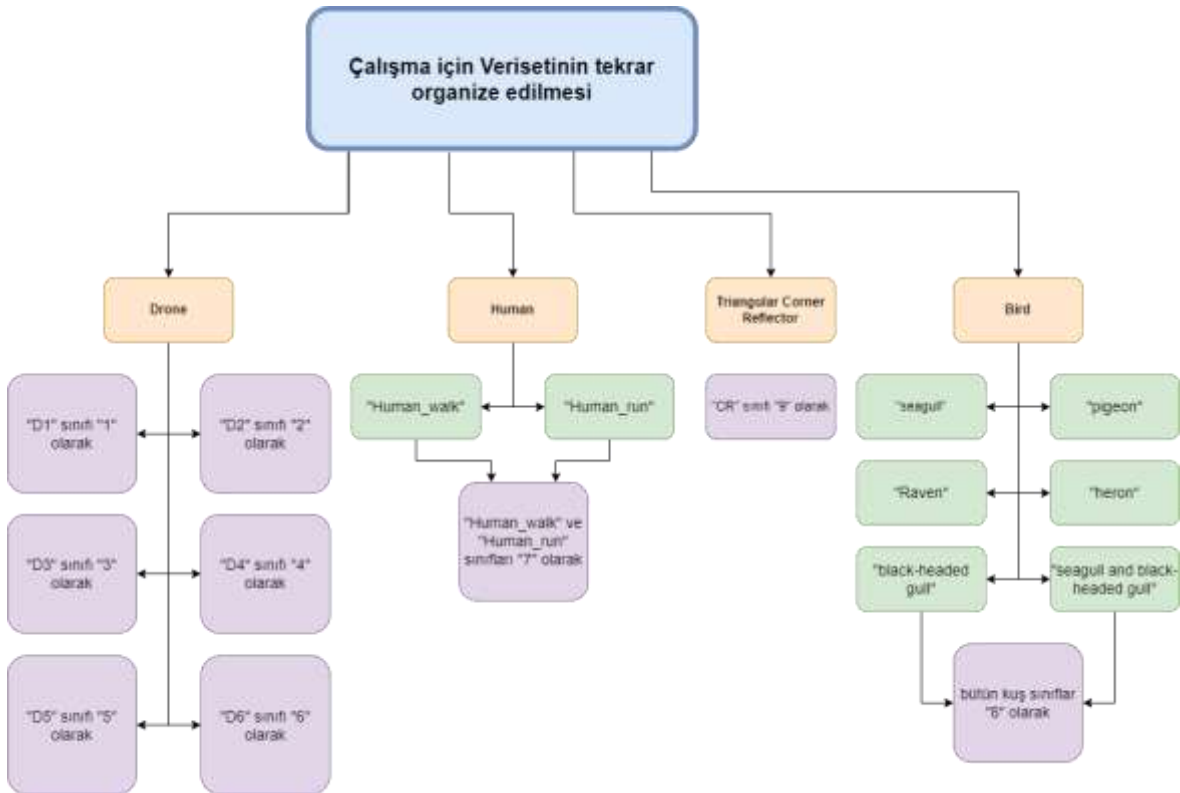 Çalışma için Verisetinin tekrar
organize edilmesi
Drone
Human
Triangular Corner
Reflector
Bird
"D1" sınıfı "1"
olarak
"D2" sınıfı "2"
olarak
"Human_walk"
"Human_run"
"CR" sınıfı "9" olarak
"seagull"
"pigeon"
"Raven"
"heron"
"Human_walk" ve
"Human_run"
sınıfları "7" olarak
"D3" sınıfı "3"
olarak
"D4" sınıfı "4"
olarak
"black-headed
gull"
"seagull and black-
headed gull"
"D5" sınıfı "5"
olarak
"D6" sınıfı "6"
olarak
bütün kuş sınıflar
olarak